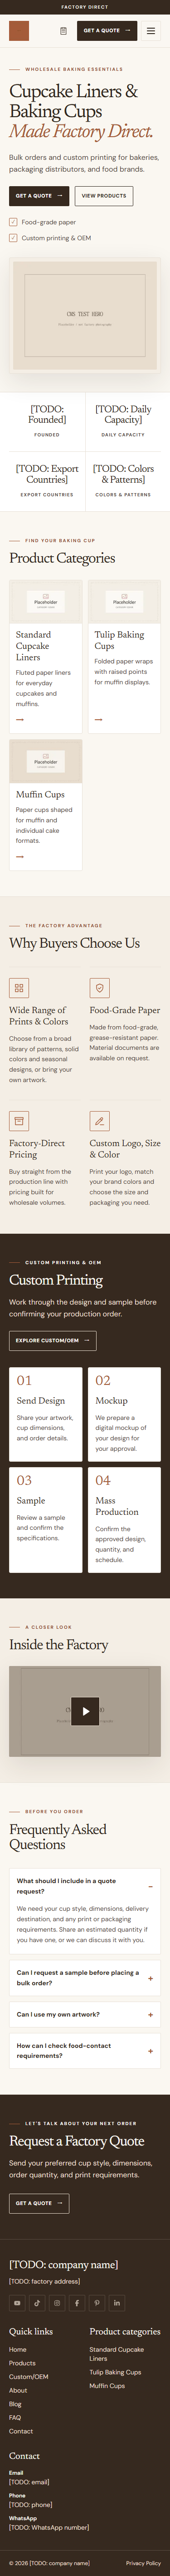 FACTORY DIRECT
GET A QUOTE →
WHOLESALE BAKING ESSENTIALS
Cupcake Liners &
Baking Cups
Made Factory Direct.
Bulk orders and custom printing for bakeries,
packaging distributors, and food brands.
GET A QUOTE →
VIEW PRODUCTS
Food-grade paper
Custom printing & OEM
CMS TEST HERO
[TODO:
Founded]
FOUNDED
[TODO: Daily
Capacity]
DAILY CAPACITY
[TODO: Export
Countries]
EXPORT COUNTRIES
[TODO: Colors
& Patterns]
COLORS & PATTERNS
FIND YOUR BAKING CUP
Product Categories
Placeholder
Standard
Cupcake
Liners
Fluted paper liners
for everyday
cupcakes and
muffins.
→
Placeholder
Tulip Baking
Cups
Folded paper wraps
with raised points
for muffin displays.
→
Placeholder
Muffin Cups
Paper cups shaped
for muffin and
individual cake
formats.
→
THE FACTORY ADVANTAGE
Why Buyers Choose Us
Wide Range of
Prints & Colors
Choose from a broad
library of patterns, solid
colors and seasonal
designs, or bring your
own artwork.
Food-Grade Paper
Made from food-grade,
grease-resistant paper.
Material documents are
available on request.
Factory-Direct
Pricing
Buy straight from the
production line with
pricing built for
wholesale volumes.
Custom Logo, Size
& Color
Print your logo, match
your brand colors and
choose the size and
packaging you need.
CUSTOM PRINTING & OEM
Custom Printing
Work through the design and sample before
confirming your production order.
EXPLORE CUSTOM/OEM →
01
Send Design
Share your artwork,
cup dimensions,
and order details.
02
Mockup
We prepare a
digital mockup of
your design for
your approval.
03
Sample
Review a sample
and confirm the
specifications.
04
Mass
Production
Confirm the
approved design,
quantity, and
schedule.
A CLOSER LOOK
Inside the Factory
BEFORE YOU ORDER
Frequently Asked
Questions
What should I include in a quote
request?
−
We need your cup style, dimensions, delivery
destination, and any print or packaging
requirements. Share an estimated quantity if
you have one, or we can discuss it with you.
Can I request a sample before placing a
bulk order?
+
Can I use my own artwork?
+
How can I check food-contact
requirements?
+
LET'S TALK ABOUT YOUR NEXT ORDER
Request a Factory Quote
Send your preferred cup style, dimensions,
order quantity, and print requirements.
GET A QUOTE →
[TODO: company name]
[TODO: factory address]
Quick links
Home
Products
Custom/OEM
About
Blog
FAQ
Contact
Product categories
Standard Cupcake
Liners
Tulip Baking Cups
Muffin Cups
Contact
Email
[TODO: email]
Phone
[TODO: phone]
WhatsApp
[TODO: WhatsApp number]
© 2026 [TODO: company name]
Privacy Policy